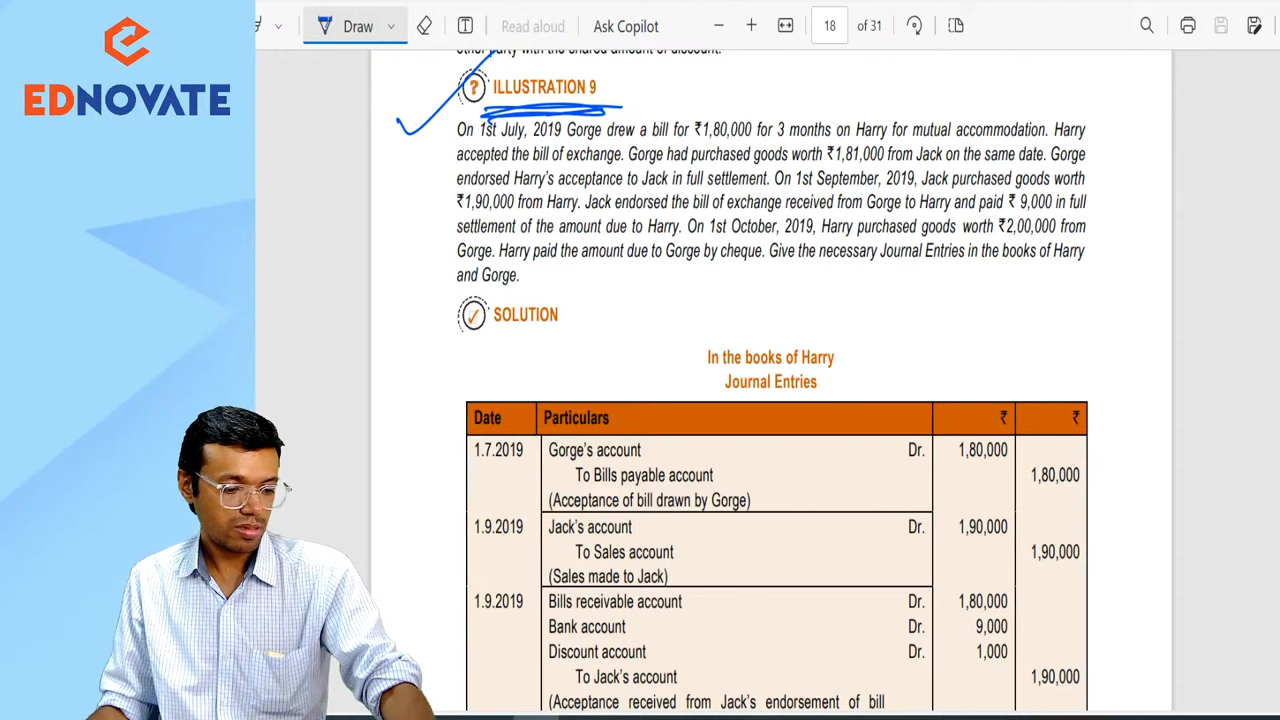 EDNOVATE
Draw
Read aloud
Ask Copilot
18 of 31
other party with the shared amount of discount.
? ILLUSTRATION 9
On 1st July, 2019 Gorge drew a bill for ₹1,80,000 for 3 months on Harry for mutual accommodation. Harry
accepted the bill of exchange. Gorge had purchased goods worth ₹1,81,000 from Jack on the same date. Gorge
endorsed Harry's acceptance to Jack in full settlement. On 1st September, 2019, Jack purchased goods worth
₹1,90,000 from Harry. Jack endorsed the bill of exchange received from Gorge to Harry and paid ₹ 9,000 in full
settlement of the amount due to Harry. On 1st October, 2019, Harry purchased goods worth ₹2,00,000 from
Gorge. Harry paid the amount due to Gorge by cheque. Give the necessary Journal Entries in the books of Harry
and Gorge.
SOLUTION
In the books of Harry
Journal Entries
Date Particulars ₹ ₹
1.7.2019 Gorge's account Dr. 1,80,000
To Bills payable account 1,80,000
(Acceptance of bill drawn by Gorge)
1.9.2019 Jack's account Dr. 1,90,000
To Sales account 1,90,000
(Sales made to Jack)
1.9.2019 Bills receivable account Dr. 1,80,000
Bank account Dr. 9,000
Discount account Dr. 1,000
To Jack's account 1,90,000
(Acceptance received from Jack's endorsement of bill